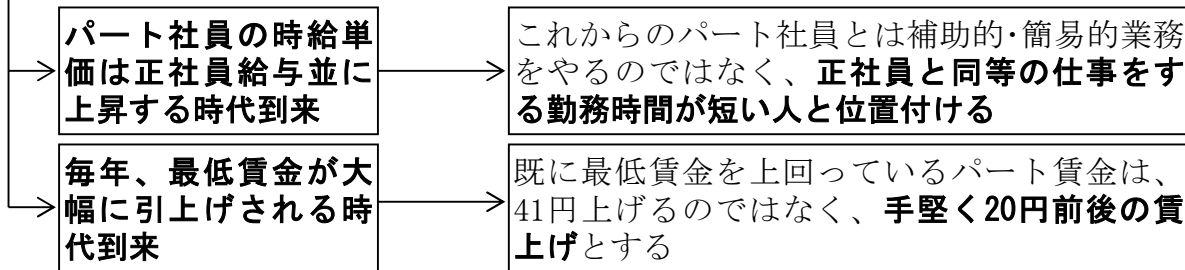 パート社員の時給単
価は正社員給与並に
上昇する時代到来
これからのパート社員とは補助的･簡易的業務
をやるのではなく、正社員と同等の仕事をす
る勤務時間が短い人と位置付ける
毎年、最低賃金が大
幅に引上げされる時
代到来
既に最低賃金を上回っているパート賃金は、
41円上げるのではなく、手堅く20円前後の賃
上げとする